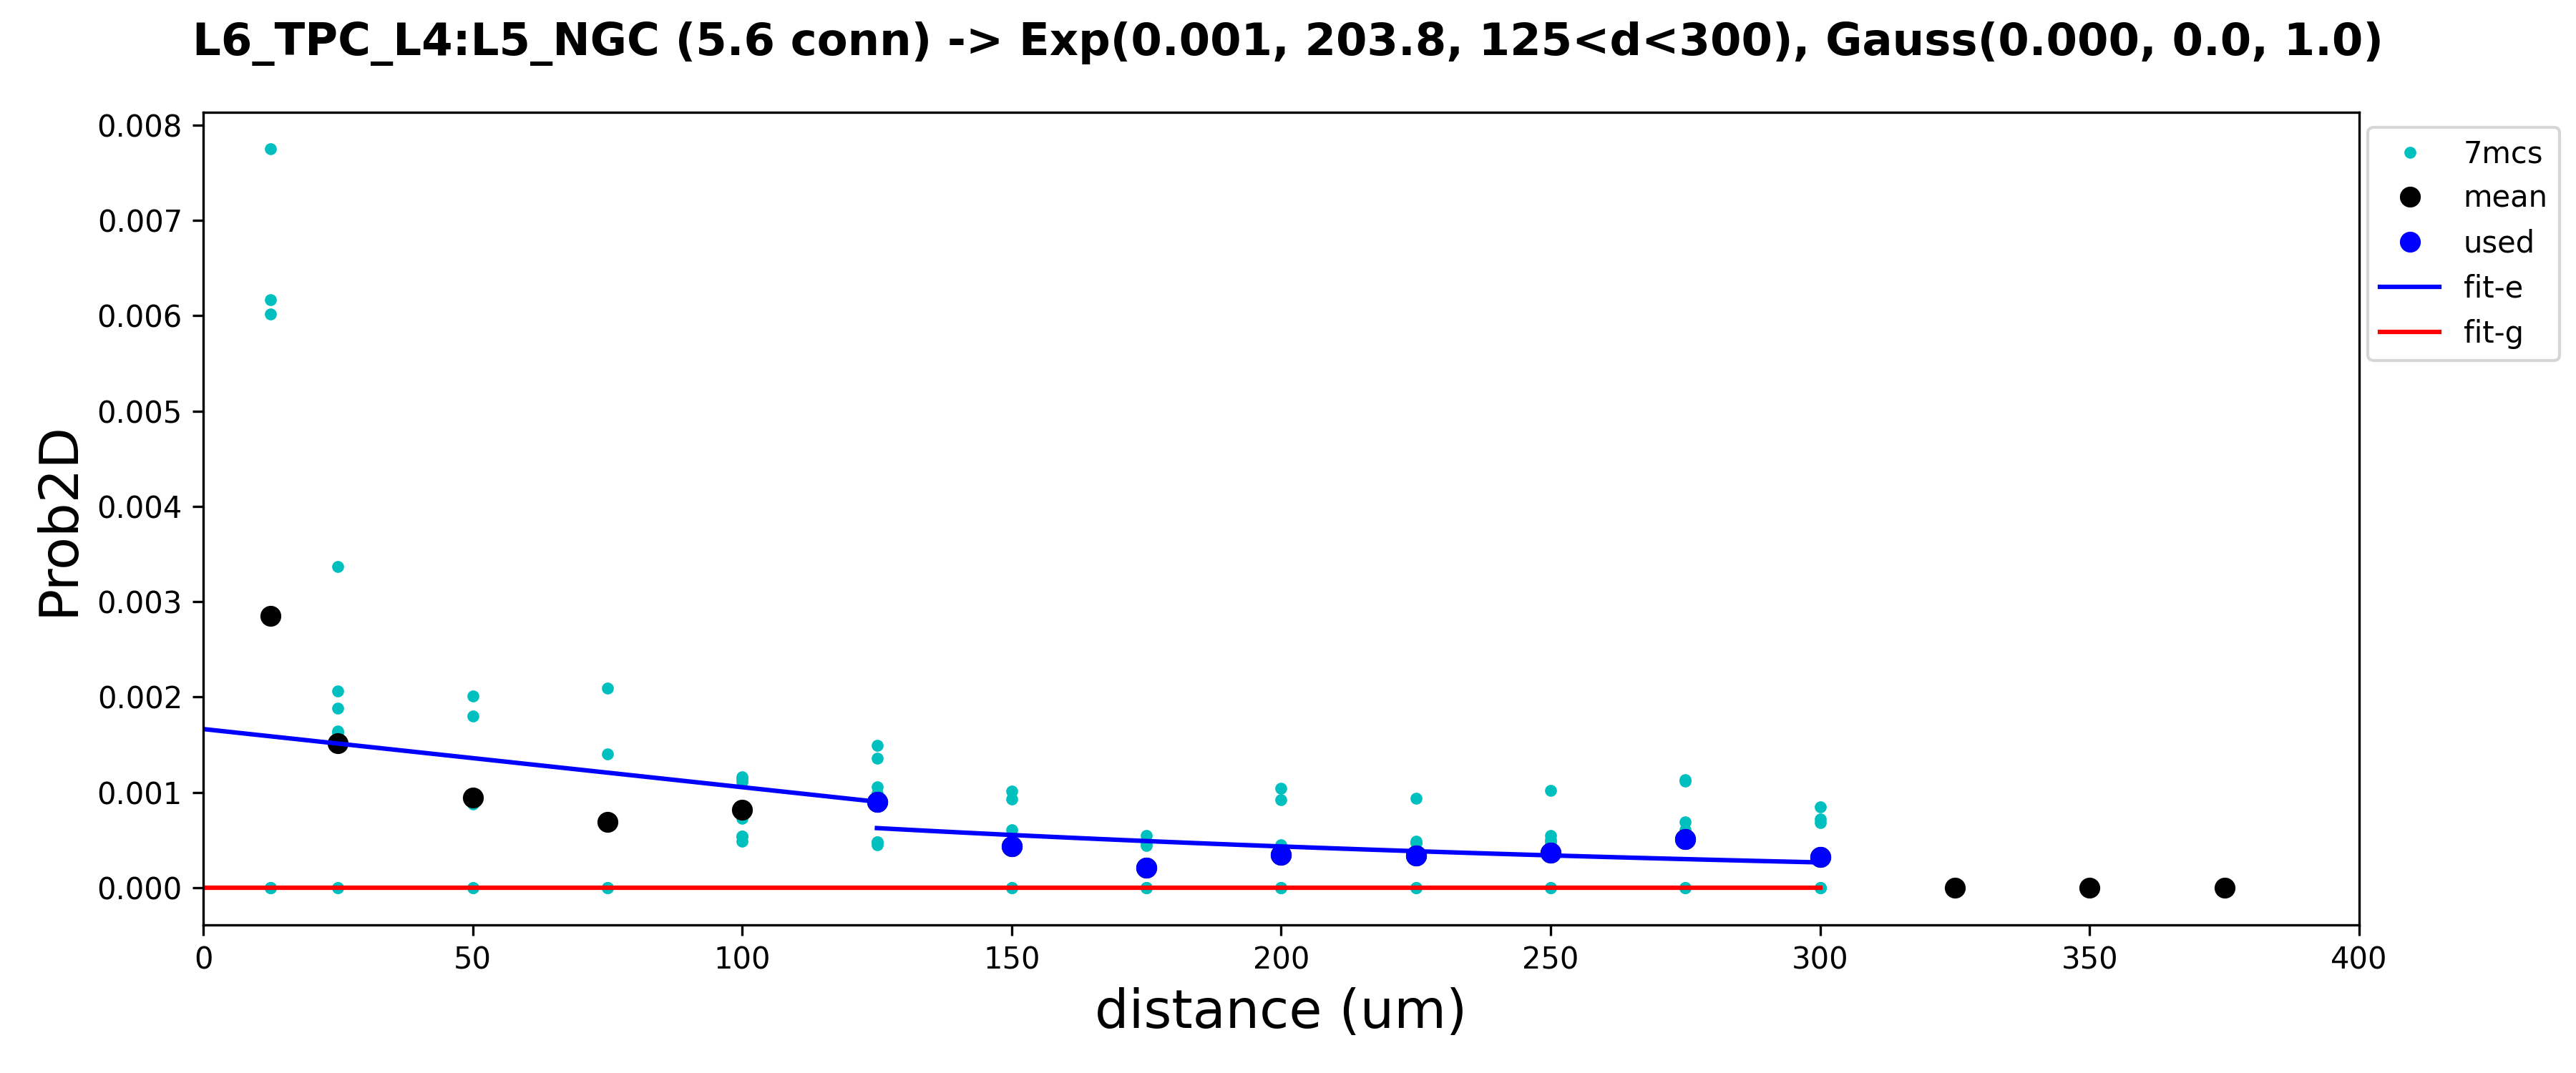 L6_TPC_L4:L5_NGC (5.6 conn) -> Exp(0.001, 203.8, 125<d<300), Gauss(0.000, 0.0, 1.0)
0.008
0.007
0.006
0.005
0.004
0.003
0.002
0.001
0.000
Prob2D
0 50 100 150 200 250 300 350 400
distance (um)
7mcs
mean
used
fit-e
fit-g